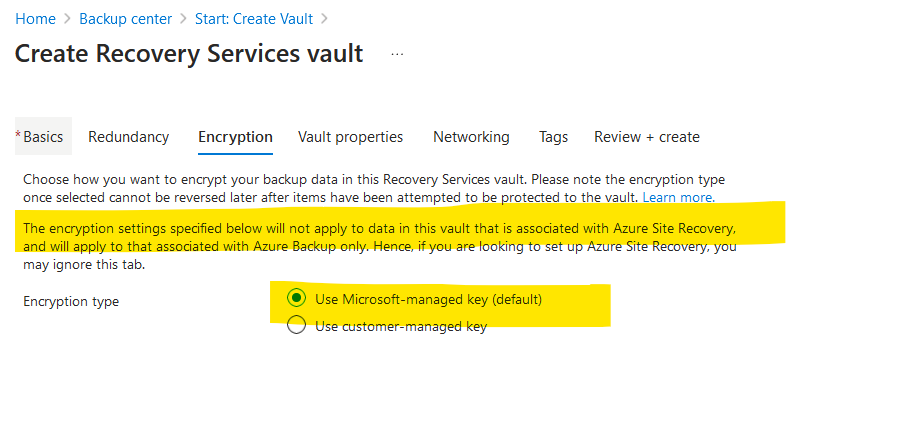 Home > Backup center > Start: Create Vault >
Create Recovery Services vault ...
*Basics Redundancy Encryption Vault properties Networking Tags Review + create
Choose how you want to encrypt your backup data in this Recovery Services vault. Please note the encryption type
once selected cannot be reversed later after items have been attempted to be protected to the vault. Learn more.
The encryption settings specified below will not apply to data in this vault that is associated with Azure Site Recovery,
and will apply to that associated with Azure Backup only. Hence, if you are looking to set up Azure Site Recovery, you
may ignore this tab.
Encryption type
Use Microsoft-managed key (default)
Use customer-managed key